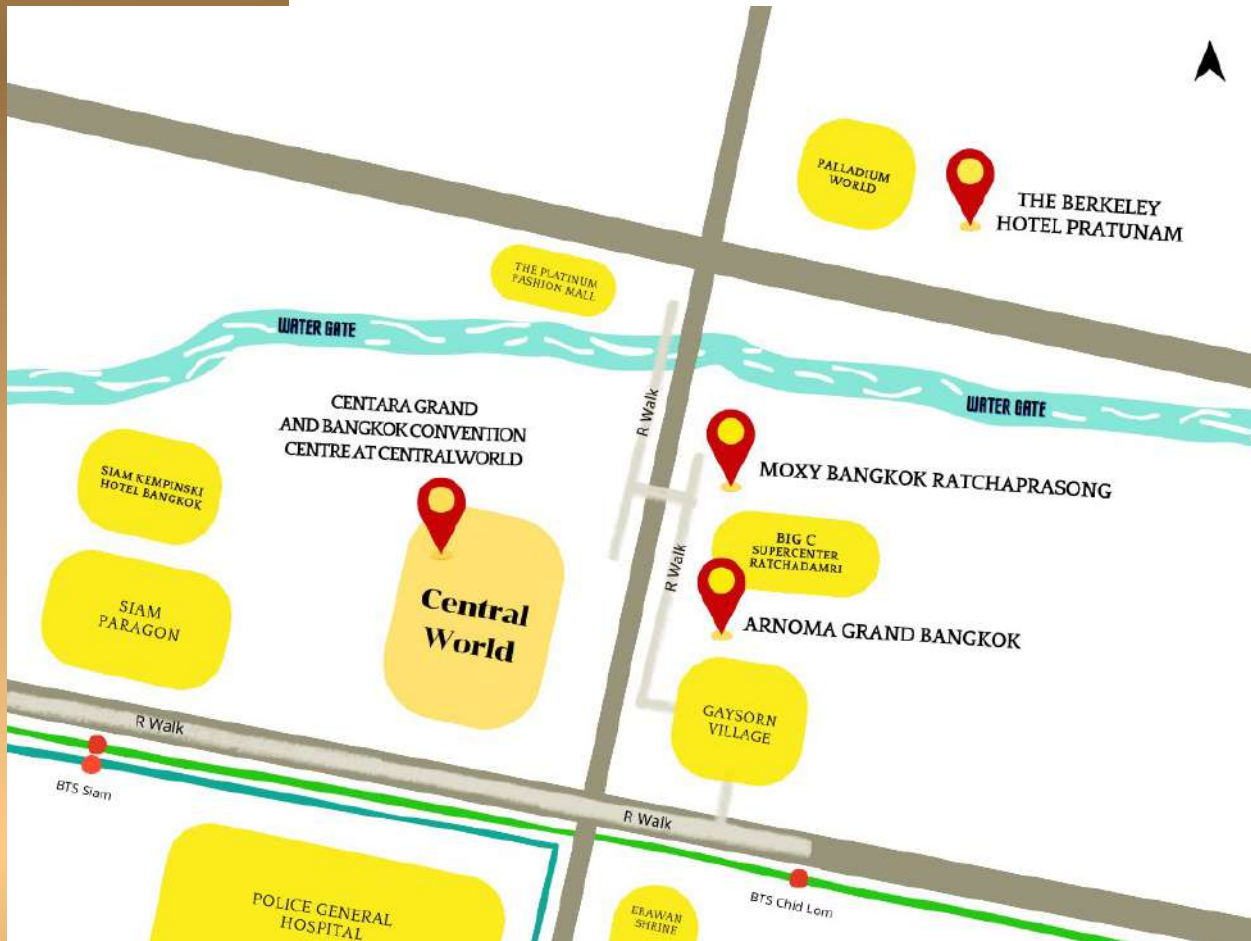 PALLADIUM
WORLD
THE BERKELEY
HOTEL PRATUNAM
THE PLATINUM
FASHION MALL
WATER GATE
WATER GATE
R Walk
CENTARA GRAND
AND BANGKOK CONVENTION
CENTRE AT CENTRALWORLD
SIAM KEMPINSKI
HOTEL BANGKOK
MOXY BANGKOK RATCHAPRASONG
BIG C
SUPERCENTER
RATCHADAMRI
R Walk
SIAM
PARAGON
Central
World
ARNOMA GRAND BANGKOK
GAYSORN
VILLAGE
R Walk
BTS Siam
R Walk
BTS Chid Lom
POLICE GENERAL
HOSPITAL
ERAWAN
SHRINE